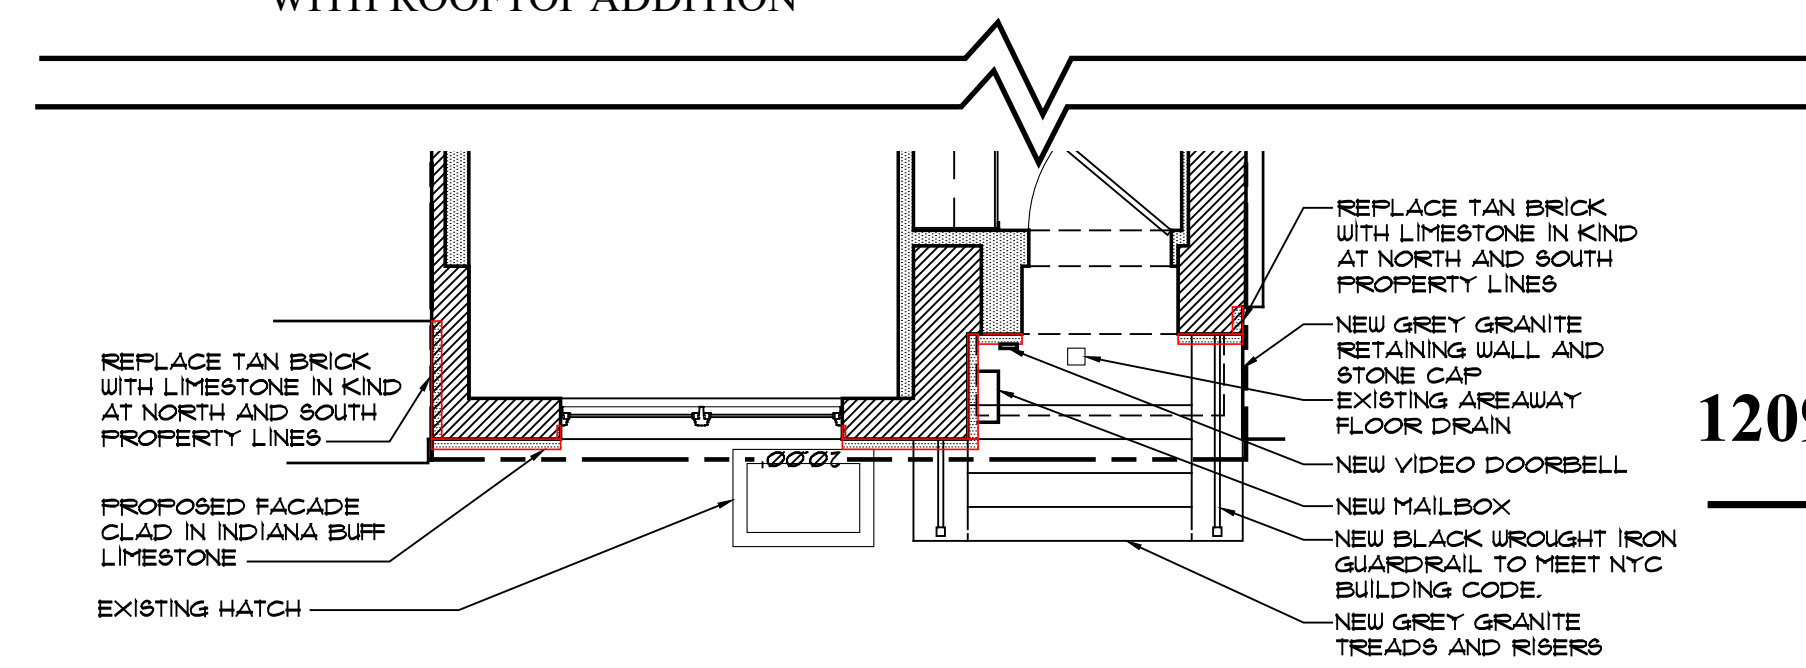 WITH ROOFTOP ADDITION
REPLACE TAN BRICK
WITH LIMESTONE IN KIND
AT NORTH AND SOUTH
PROPERTY LINES
PROPOSED FACADE
CLAD IN INDIANA BUFF
LIMESTONE
EXISTING HATCH
20.00'
REPLACE TAN BRICK
WITH LIMESTONE IN KIND
AT NORTH AND SOUTH
PROPERTY LINES
NEW GREY GRANITE
RETAINING WALL AND
STONE CAP
EXISTING AREAWAY
FLOOR DRAIN
NEW VIDEO DOORBELL
NEW MAILBOX
NEW BLACK WROUGHT IRON
GUARDRAIL TO MEET NYC
BUILDING CODE.
NEW GREY GRANITE
TREADS AND RISERS
1209